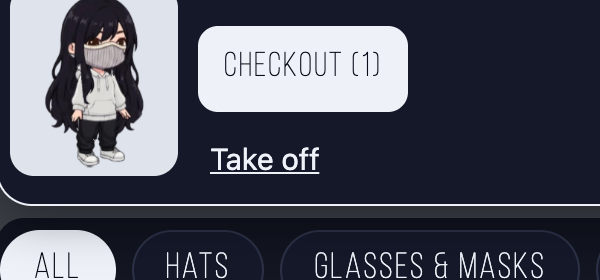 CHECKOUT (1)
Take off
ALL
HATS
GLASSES & MASKS